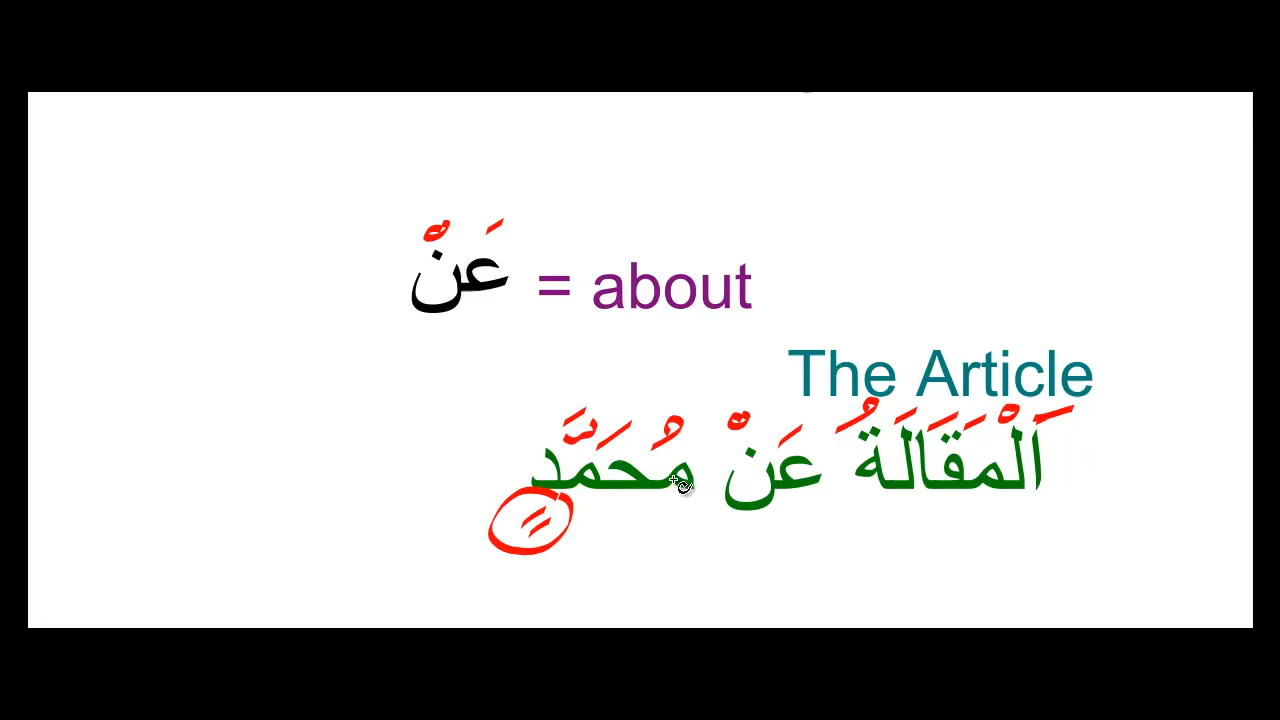 عَنْ = about
The Article
اَلْمَقَالَةُ عَنْ مُحَمَّدٍ